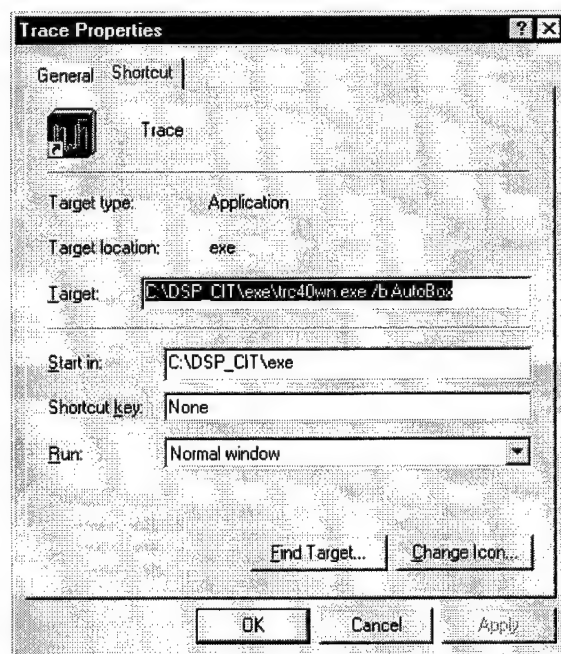 Trace Properties ? X
General Shortcut
Trace
Target type: Application
Target location: exe
Target: C:\DSP_CIT\exe\trc40wn.exe /b AutoBox
Start in: C:\DSP_CIT\exe
Shortcut key: None
Run: Normal window
Find Target... Change Icon...
OK Cancel Apply